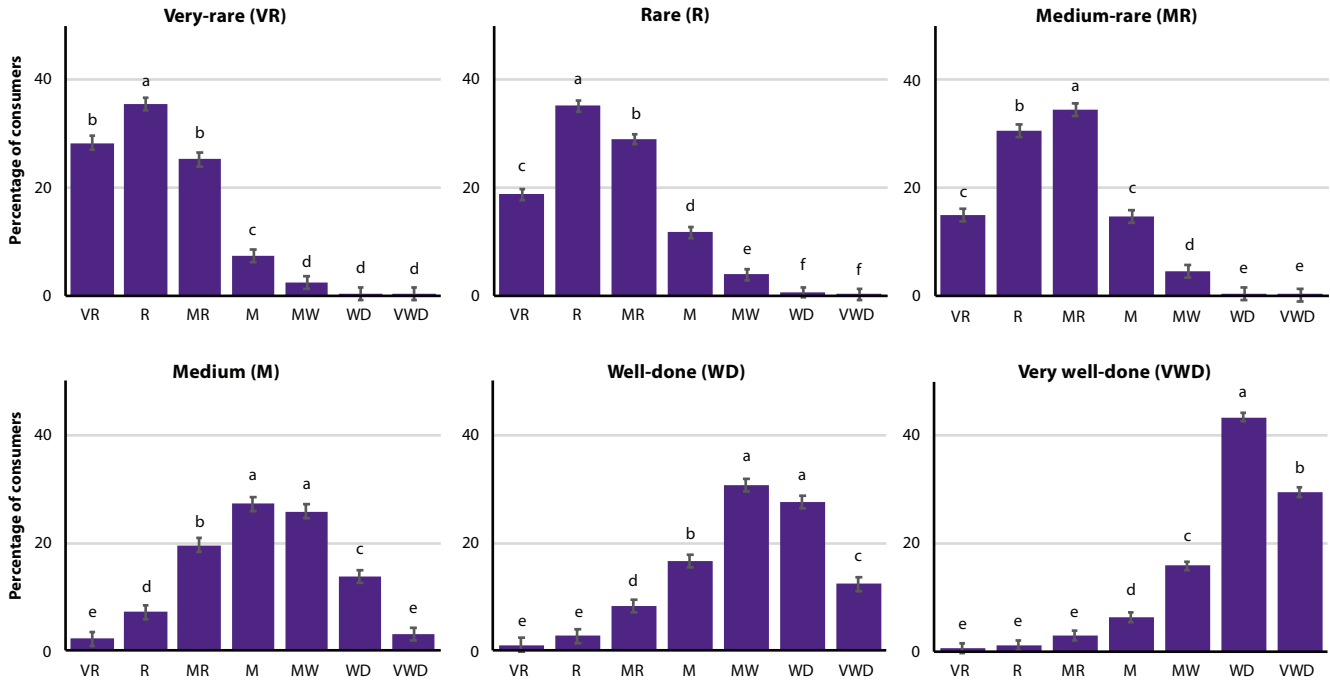 Very-rare (VR)
Rare (R)
Medium-rare (MR)
Percentage of consumers
40
20
0
b
a
b
c
d
d
d
VR R MR M MW WD VWD
40
20
0
c
a
b
d
e
f
f
VR R MR M MW WD VWD
40
20
0
c
b
a
c
d
e
e
VR R MR M MW WD VWD
Medium (M)
Well-done (WD)
Very well-done (VWD)
Percentage of consumers
40
20
0
e
d
b
a
a
c
e
VR R MR M MW WD VWD
40
20
0
e
e
d
b
a
a
c
VR R MR M MW WD VWD
40
20
0
e
e
e
d
c
a
b
VR R MR M MW WD VWD